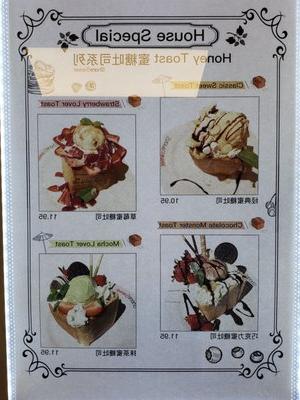 House Special
Honey Toast 蜜糖吐司系列
Classic Sweet Toast
Strawberry Lover Toast
10.95 经典蜜糖吐司
11.95 草莓蜜糖吐司
Chocolate Monster Toast
Mocha Lover Toast
11.95 巧克力蜜糖吐司
11.95 抹茶蜜糖吐司